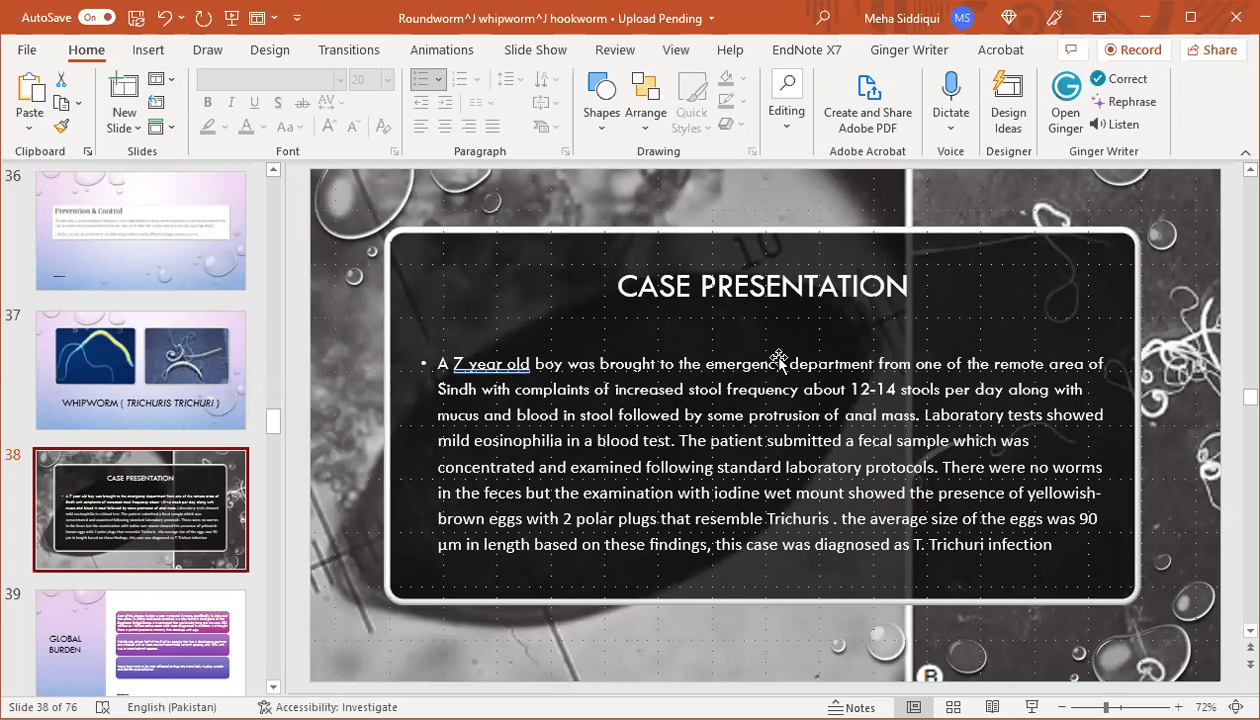 AutoSave On Roundworm^J whipworm^J hookworm • Upload Pending Meha Siddiqui MS
File Home Insert Draw Design Transitions Animations Slide Show Review View Help EndNote X7 Ginger Writer Acrobat Record Share
20
Paste New Slide Shapes Arrange Quick Styles Editing Create and Share Adobe PDF Dictate Design Ideas Open Ginger Correct Rephrase Listen
B I U S ab AV
A Aa A A A
Clipboard Slides Font Paragraph Drawing Adobe Acrobat Voice Designer Ginger Writer
36
Prevention & Control
37
WHIPWORM ( TRICHURIS TRICHURI )
38
CASE PRESENTATION
39
GLOBAL
BURDEN
10
CASE PRESENTATION
• A 7 year old boy was brought to the emergency department from one of the remote area of
Sindh with complaints of increased stool frequency about 12-14 stools per day along with
mucus and blood in stool followed by some protrusion of anal mass. Laboratory tests showed
mild eosinophilia in a blood test. The patient submitted a fecal sample which was
concentrated and examined following standard laboratory protocols. There were no worms
in the feces but the examination with iodine wet mount showed the presence of yellowish-
brown eggs with 2 polar plugs that resemble Trichuris . the average size of the eggs was 90
µm in length based on these findings, this case was diagnosed as T. Trichuri infection
B
Slide 38 of 76 English (Pakistan) Accessibility: Investigate Notes 72%